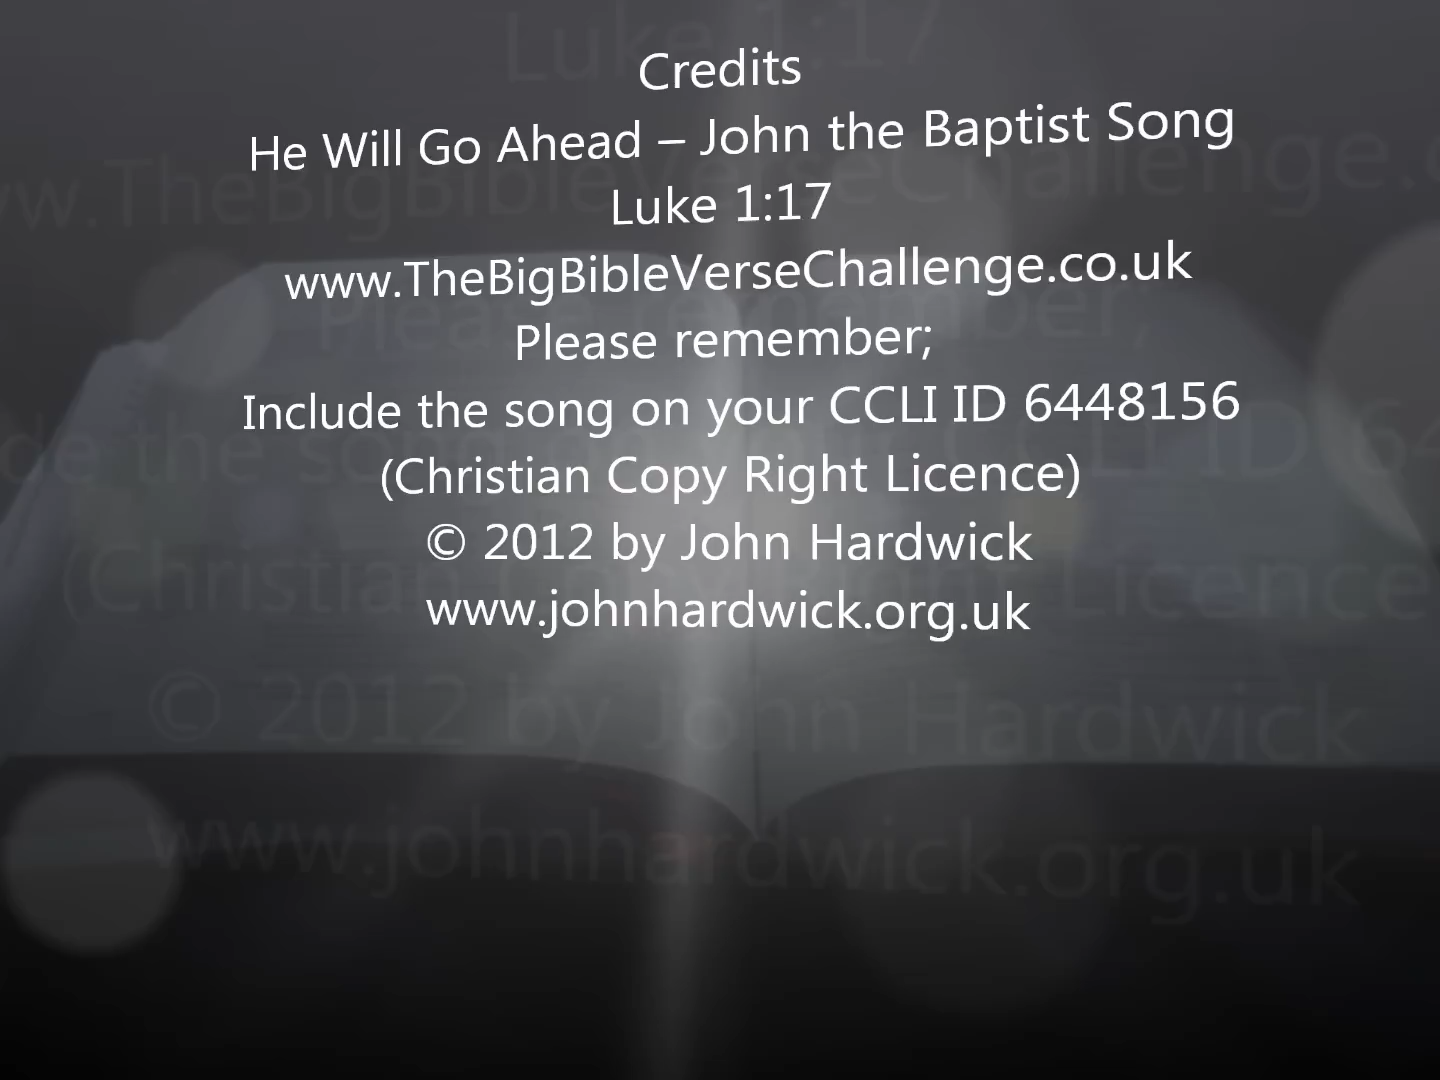 Credits
He Will Go Ahead – John the Baptist Song
Luke 1:17
www.TheBigBibleVerseChallenge.co.uk
Please remember;
Include the song on your CCLI ID 6448156
(Christian Copy Right Licence)
© 2012 by John Hardwick
www.johnhardwick.org.uk